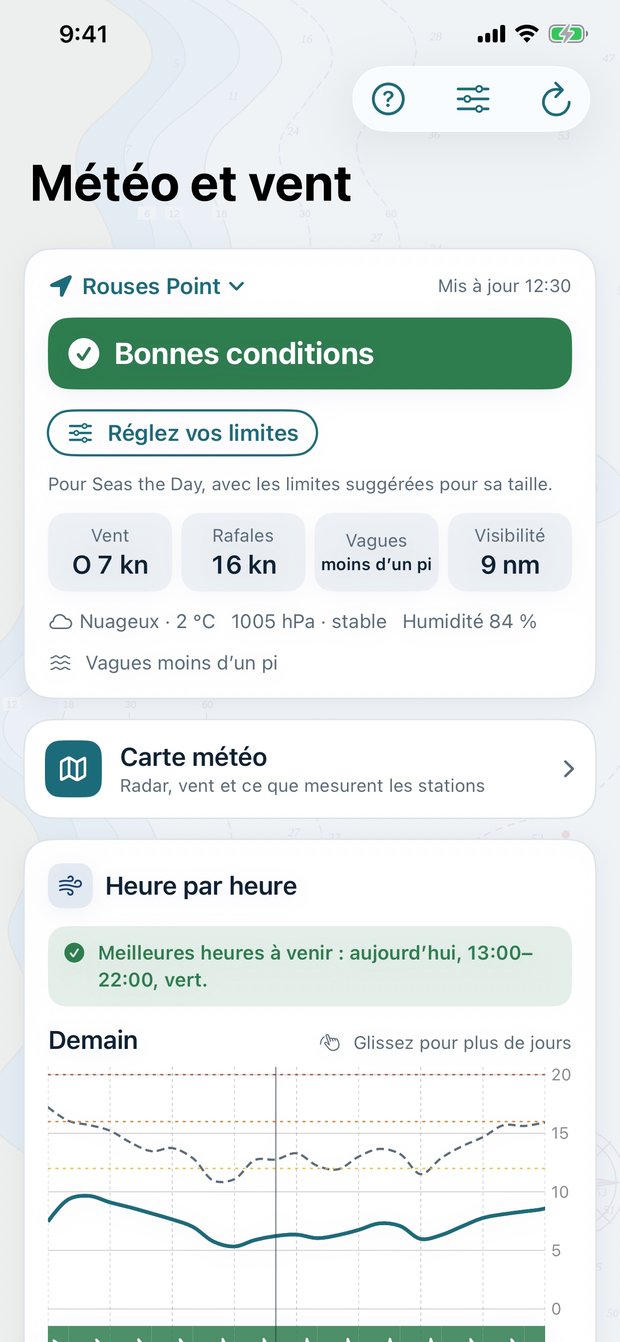 9:41
Météo et vent
Rouses Point
Mis à jour 12:30
Bonnes conditions
Réglez vos limites
Pour Seas the Day, avec les limites suggérées pour sa taille.
Vent
O 7 kn
Rafales
16 kn
Vagues
moins d’un pi
Visibilité
9 nm
Nuageux · 2 °C 1005 hPa · stable Humidité 84 %
Vagues moins d’un pi
Carte météo
Radar, vent et ce que mesurent les stations
Heure par heure
Meilleures heures à venir : aujourd’hui, 13:00–
22:00, vert.
Demain
Glissez pour plus de jours
20
15
10
5
0